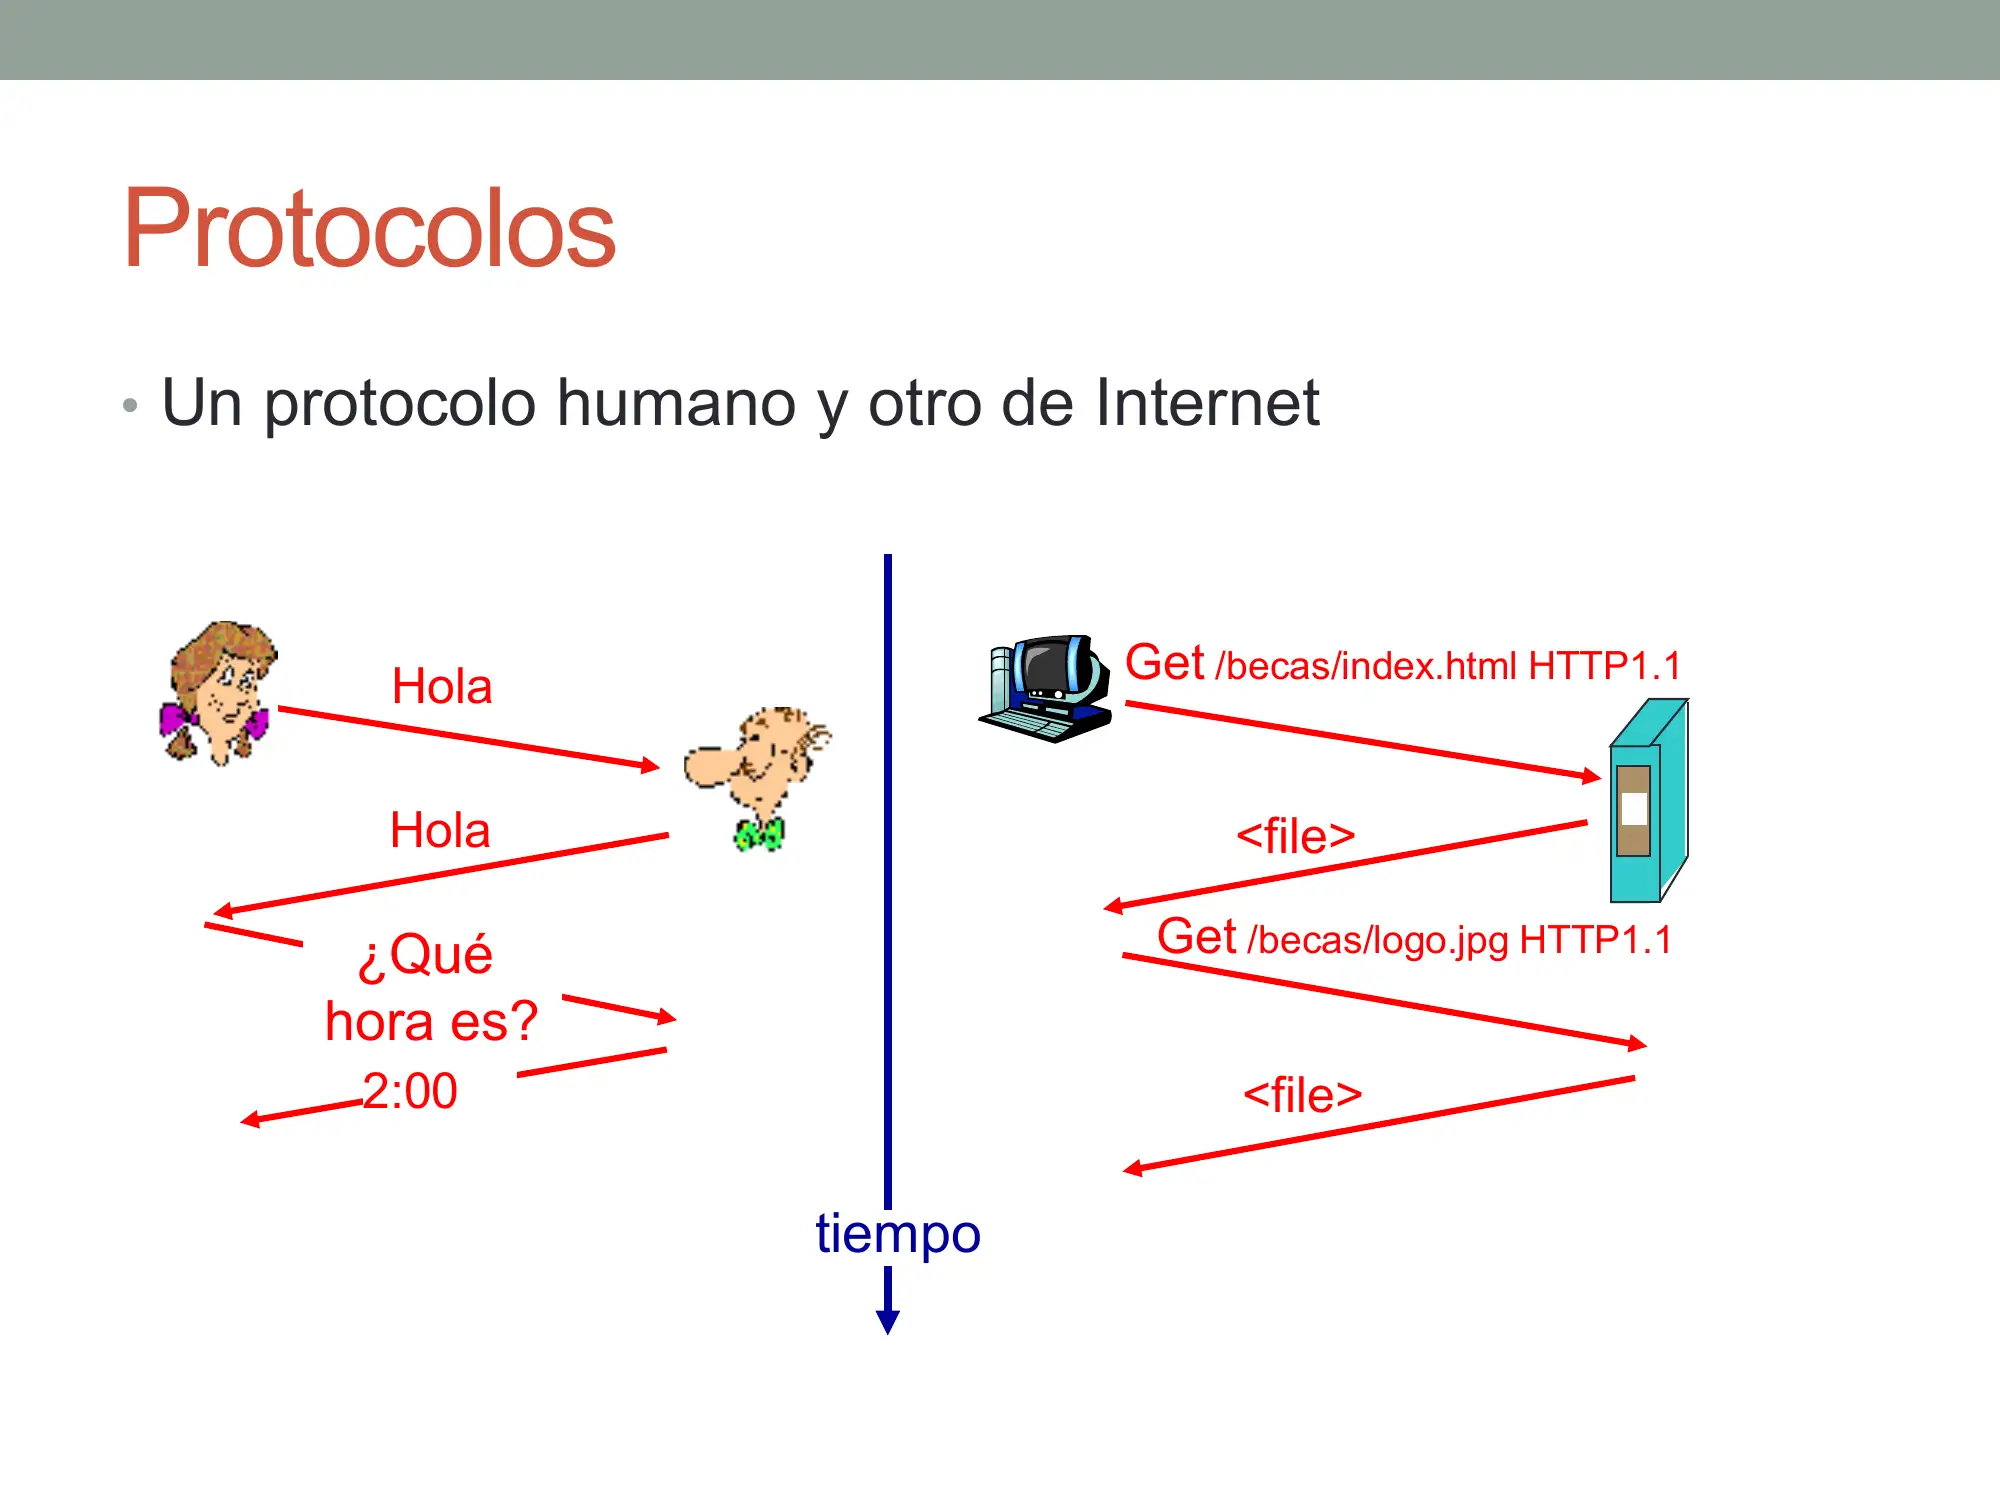 Protocolos
• Un protocolo humano y otro de Internet
Hola
Hola
¿Qué
hora es?
2:00
tiempo
Get /becas/index.html HTTP1.1
<file>
Get /becas/logo.jpg HTTP1.1
<file>